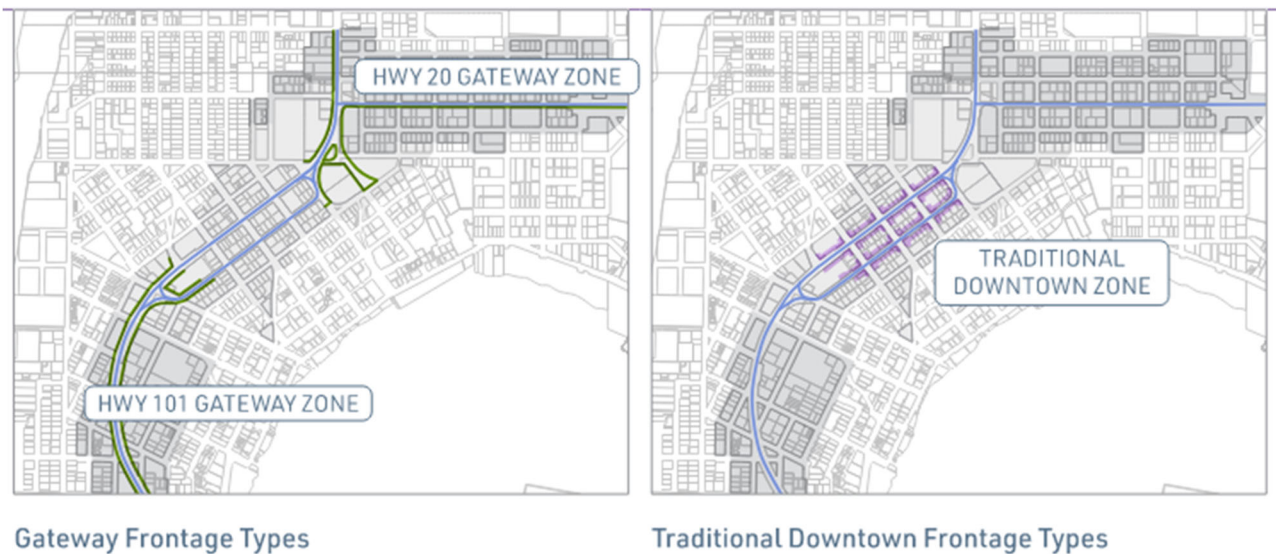 HWY 20 GATEWAY ZONE
HWY 101 GATEWAY ZONE
Gateway Frontage Types
TRADITIONAL
DOWNTOWN ZONE
Traditional Downtown Frontage Types